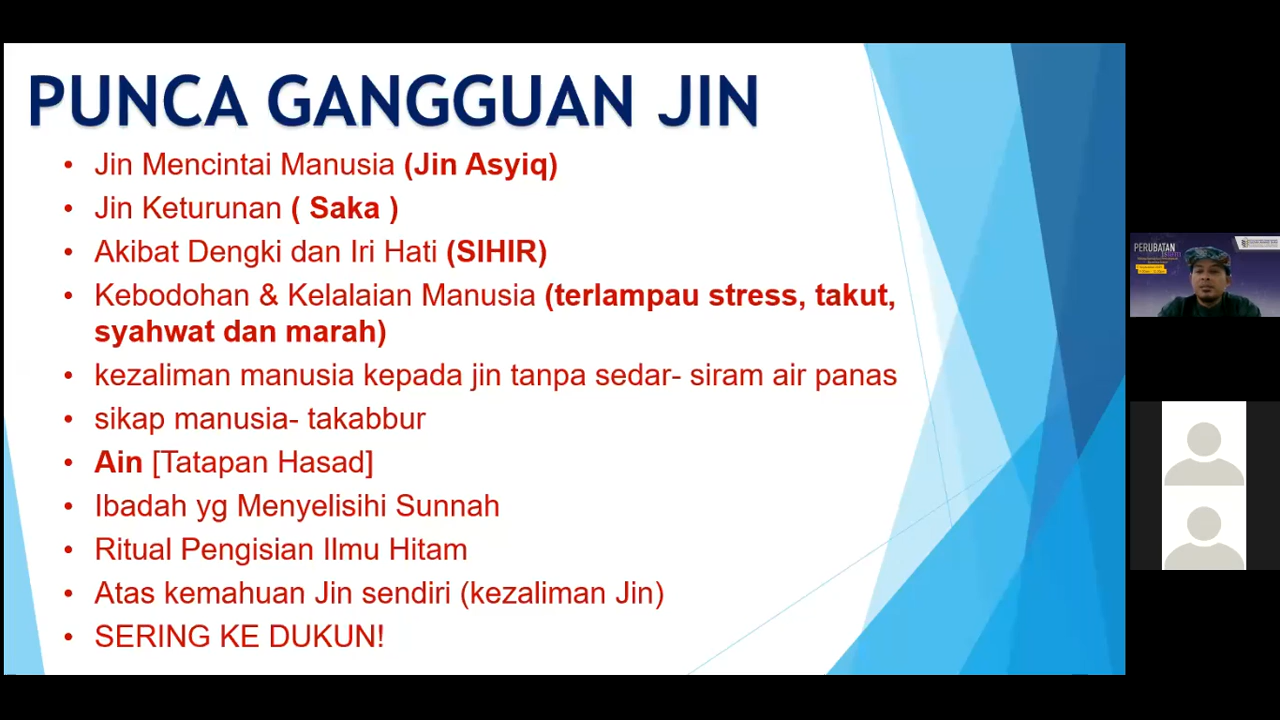 PUNCA GANGGUAN JIN
• Jin Mencintai Manusia (Jin Asyiq)
• Jin Keturunan ( Saka )
• Akibat Dengki dan Iri Hati (SIHIR)
• Kebodohan & Kelalaian Manusia (terlampau stress, takut,
syahwat dan marah)
• kezaliman manusia kepada jin tanpa sedar- siram air panas
• sikap manusia- takabbur
• Ain [Tatapan Hasad]
• Ibadah yg Menyelisihi Sunnah
• Ritual Pengisian Ilmu Hitam
• Atas kemahuan Jin sendiri (kezaliman Jin)
• SERING KE DUKUN!
PERUBATAN